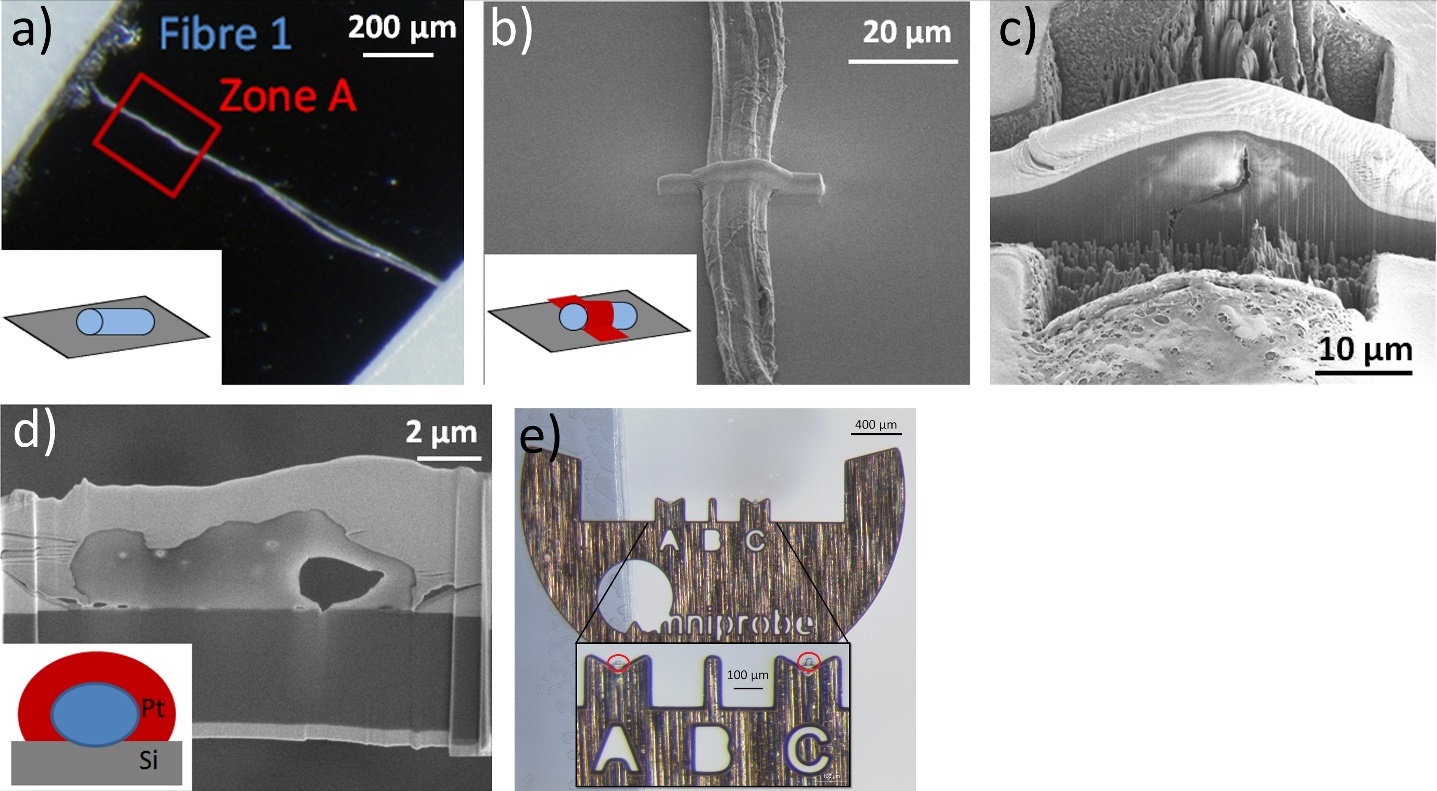 a)
Fibre 1
200 µm
Zone A
b)
20 µm
c)
10 µm
d)
2 µm
Pt
Si
e)
400 µm
A B C
mniprobe
100 µm
A B C